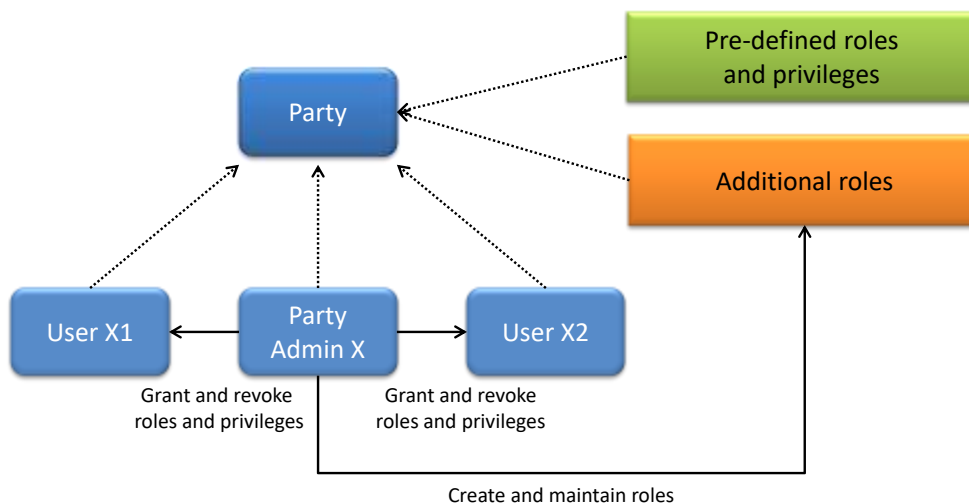 Pre-defined roles
and privileges
Party
Additional roles
User X1
Party
Admin X
User X2
Grant and revoke
roles and privileges
Grant and revoke
roles and privileges
Create and maintain roles